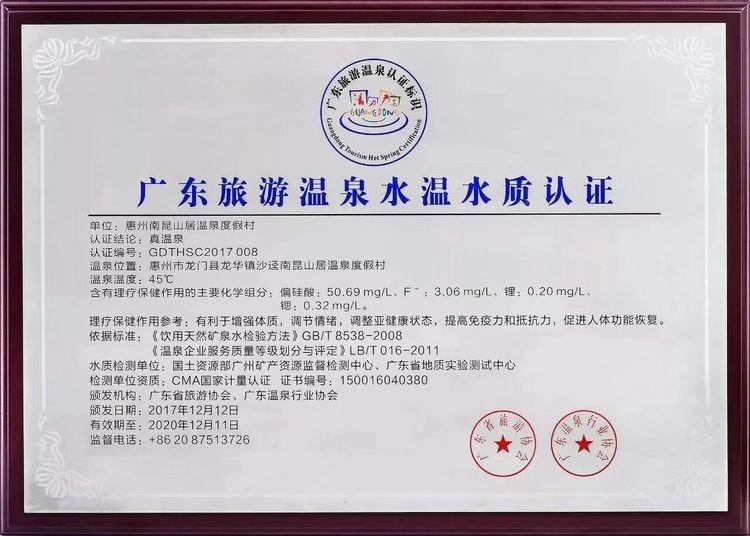 广东旅游温泉认证标识
活力广东
GUANGDONG
Guangdong Tourism Hot Spring Certification
广东旅游温泉水温水质认证
单位：惠州南昆山居温泉度假村
认证结论：真温泉
认证编号：GDTHSC2017 008
温泉位置：惠州市龙门县龙华镇沙迳南昆山居温泉度假村
温泉温度：45℃
含有理疗保健作用的主要化学组分：偏硅酸：50.69 mg/L、F⁻：3.06 mg/L、锂：0.20 mg/L、
锶：0.32 mg/L。
理疗保健作用参考：有利于增强体质，调节情绪，调整亚健康状态，提高免疫力和抵抗力，促进人体功能恢复。
依据标准：《饮用天然矿泉水检验方法》GB/T 8538-2008
《温泉企业服务质量等级划分与评定》LB/T 016-2011
水质检测单位：国土资源部广州矿产资源监督检测中心、广东省地质实验测试中心
检测单位资质：CMA国家计量认证 证书编号：150016040380
颁发机构：广东省旅游协会、广东温泉行业协会
颁发日期：2017年12月12日
有效期至：2020年12月11日
监督电话：+86 20 87513726
广东省旅游协会
广东温泉行业协会